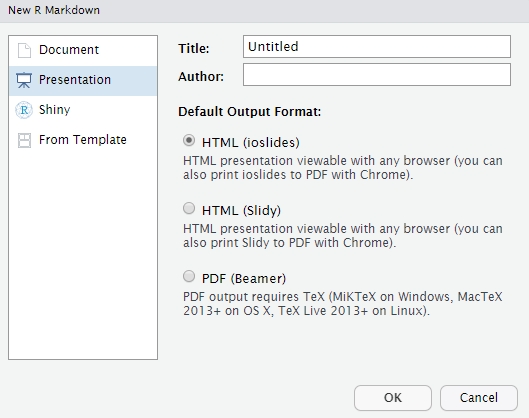 New R Markdown
Document
Presentation
Shiny
From Template
Title: Untitled
Author:
Default Output Format:
HTML (ioslides)
HTML presentation viewable with any browser (you can
also print ioslides to PDF with Chrome).
HTML (Slidy)
HTML presentation viewable with any browser (you can
also print Slidy to PDF with Chrome).
PDF (Beamer)
PDF output requires TeX (MiKTeX on Windows, MacTeX
2013+ on OS X, TeX Live 2013+ on Linux).
OK Cancel